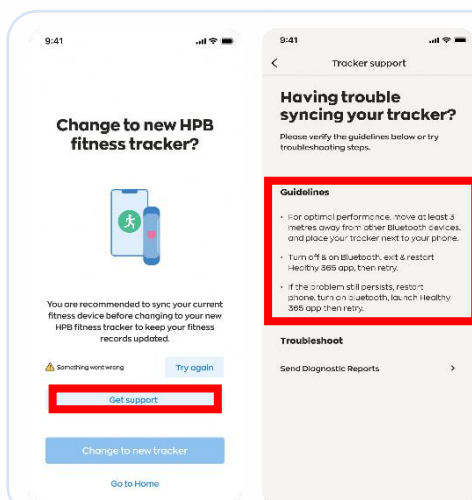 9:41
Change to new HPB
fitness tracker?
You are recommended to sync your current
fitness device before changing to your new
HPB fitness tracker to keep your fitness
records updated.
Something went wrong
Try again
Get support
Change to new tracker
Go to Home
9:41
Tracker support
Having trouble
syncing your tracker?
Please verify the guidelines below or try
troubleshooting steps.
Guidelines
• For optimal performance, move at least 3
metres away from other Bluetooth devices,
and place your tracker next to your phone.
• Turn off & on Bluetooth, exit & restart
Healthy 365 app, then retry.
• If the problem still persists, restart
phone, turn on bluetooth, launch Healthy
365 app then retry.
Troubleshoot
Send Diagnostic Reports